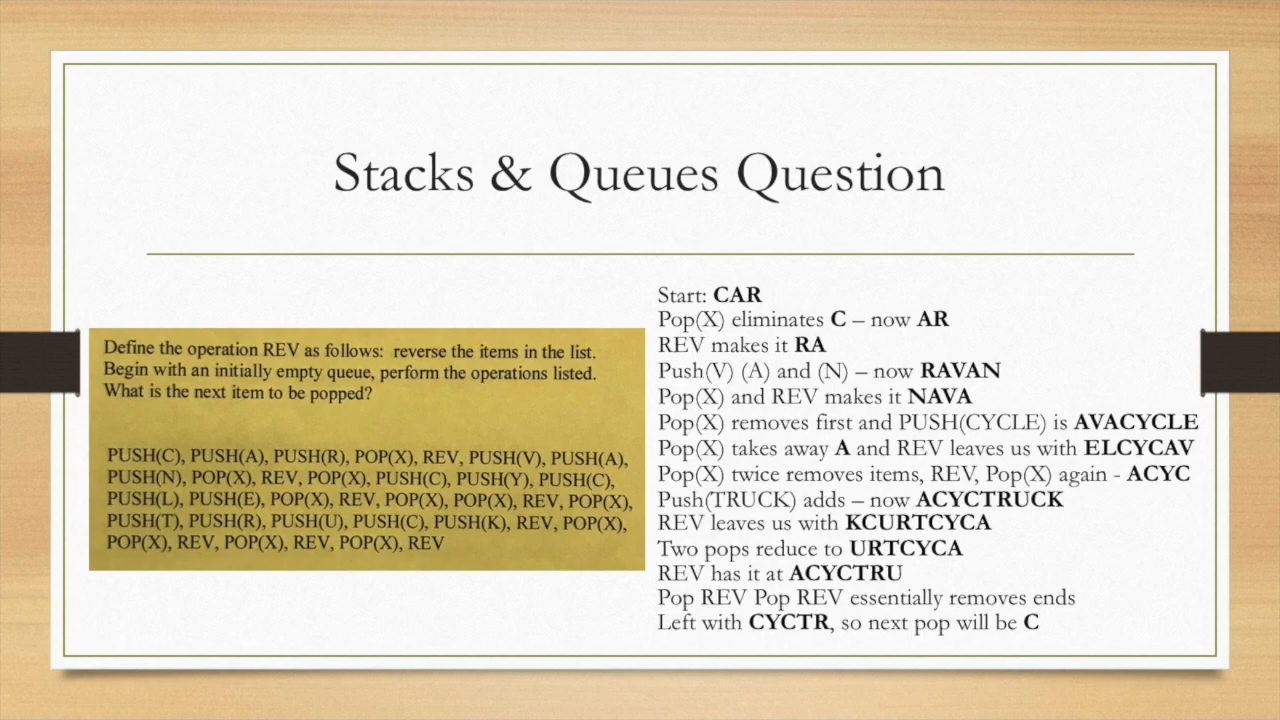 Stacks & Queues Question
Define the operation REV as follows: reverse the items in the list.
Begin with an initially empty queue, perform the operations listed.
What is the next item to be popped?
PUSH(C), PUSH(A), PUSH(R), POP(X), REV, PUSH(V), PUSH(A),
PUSH(N), POP(X), REV, POP(X), PUSH(C), PUSH(Y), PUSH(C),
PUSH(L), PUSH(E), POP(X), REV, POP(X), POP(X), REV, POP(X),
PUSH(T), PUSH(R), PUSH(U), PUSH(C), PUSH(K), REV, POP(X),
POP(X), REV, POP(X), REV, POP(X), REV
Start: CAR
Pop(X) eliminates C – now AR
REV makes it RA
Push(V) (A) and (N) – now RAVAN
Pop(X) and REV makes it NAVA
Pop(X) removes first and PUSH(CYCLE) is AVACYCLE
Pop(X) takes away A and REV leaves us with ELCYCAV
Pop(X) twice removes items, REV, Pop(X) again - ACYC
Push(TRUCK) adds – now ACYCTRUCK
REV leaves us with KCURTCYCA
Two pops reduce to URTCYCA
REV has it at ACYCTRU
Pop REV Pop REV essentially removes ends
Left with CYCTR, so next pop will be C